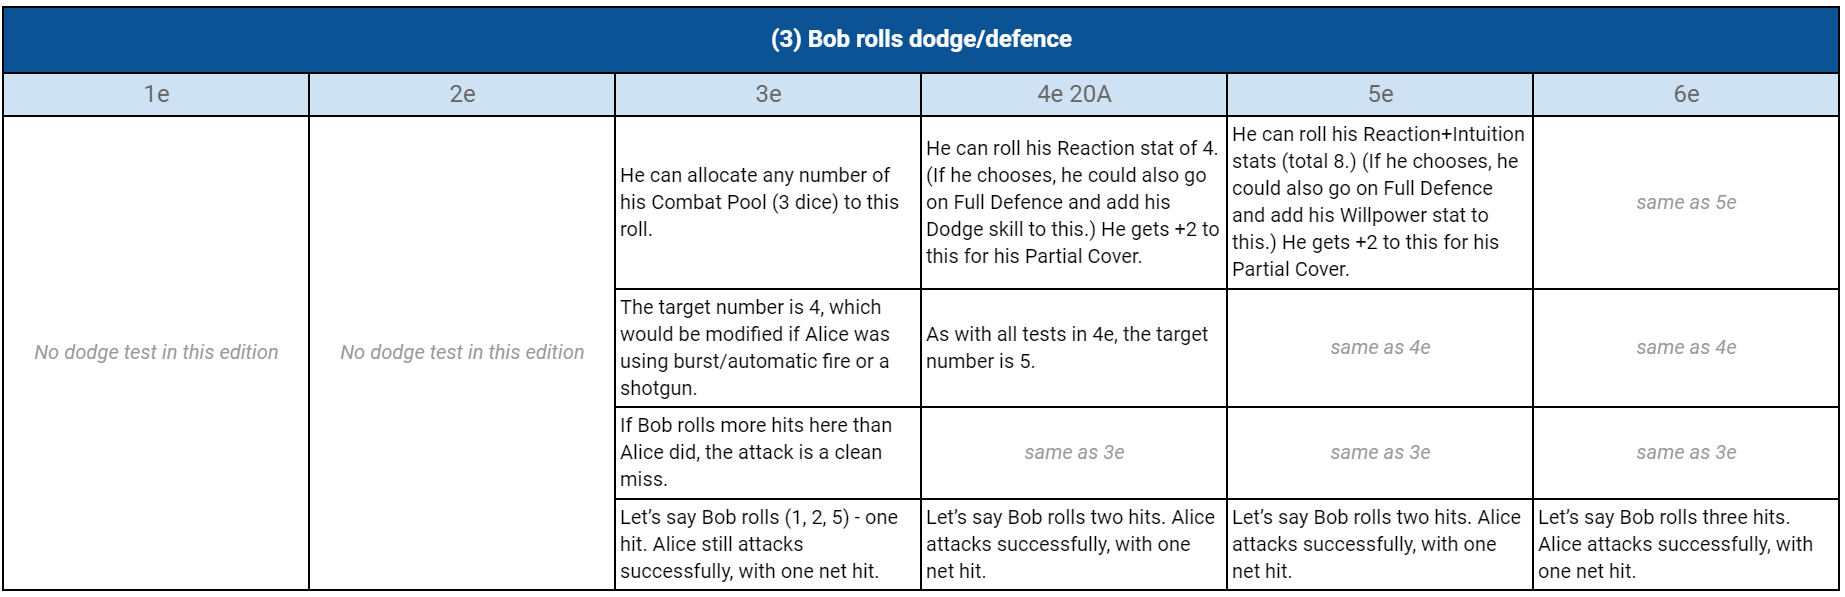 (3) Bob rolls dodge/defence
1e
2e
3e
4e 20A
5e
6e
No dodge test in this edition
No dodge test in this edition
He can allocate any number of
his Combat Pool (3 dice) to this
roll.
He can roll his Reaction stat of 4.
(If he chooses, he could also go
on Full Defence and add his
Dodge skill to this.) He gets +2 to
this for his Partial Cover.
He can roll his Reaction+Intuition
stats (total 8.) (If he chooses, he
could also go on Full Defence
and add his Willpower stat to
this.) He gets +2 to this for his
Partial Cover.
same as 5e
The target number is 4, which
would be modified if Alice was
using burst/automatic fire or a
shotgun.
As with all tests in 4e, the target
number is 5.
same as 4e
same as 4e
If Bob rolls more hits here than
Alice did, the attack is a clean
miss.
same as 3e
same as 3e
same as 3e
Let’s say Bob rolls (1, 2, 5) - one
hit. Alice still attacks
successfully, with one net hit.
Let’s say Bob rolls two hits. Alice
attacks successfully, with one
net hit.
Let’s say Bob rolls two hits. Alice
attacks successfully, with one
net hit.
Let’s say Bob rolls three hits.
Alice attacks successfully, with
one net hit.